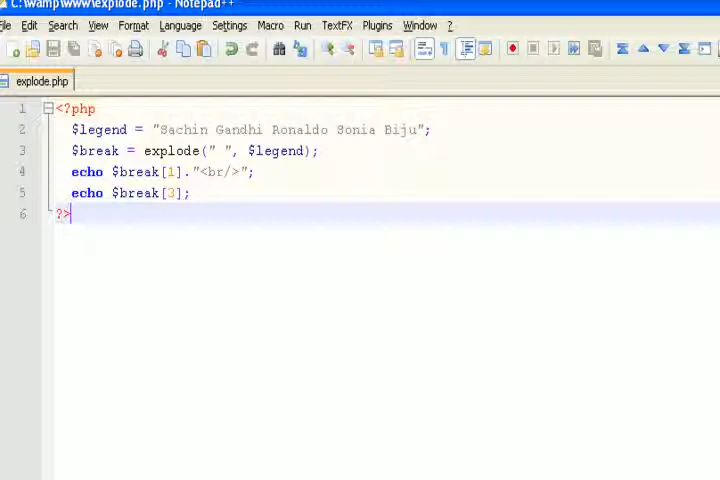 C:\wamp\www\explode.php - Notepad++
File Edit Search View Format Language Settings Macro Run TextFX Plugins Window ?
explode.php
1 <?php
2 $legend = "Sachin Gandhi Ronaldo Sonia Biju";
3 $break = explode(" ", $legend);
4 echo $break[1]."<br/>";
5 echo $break[3];
6 ?>